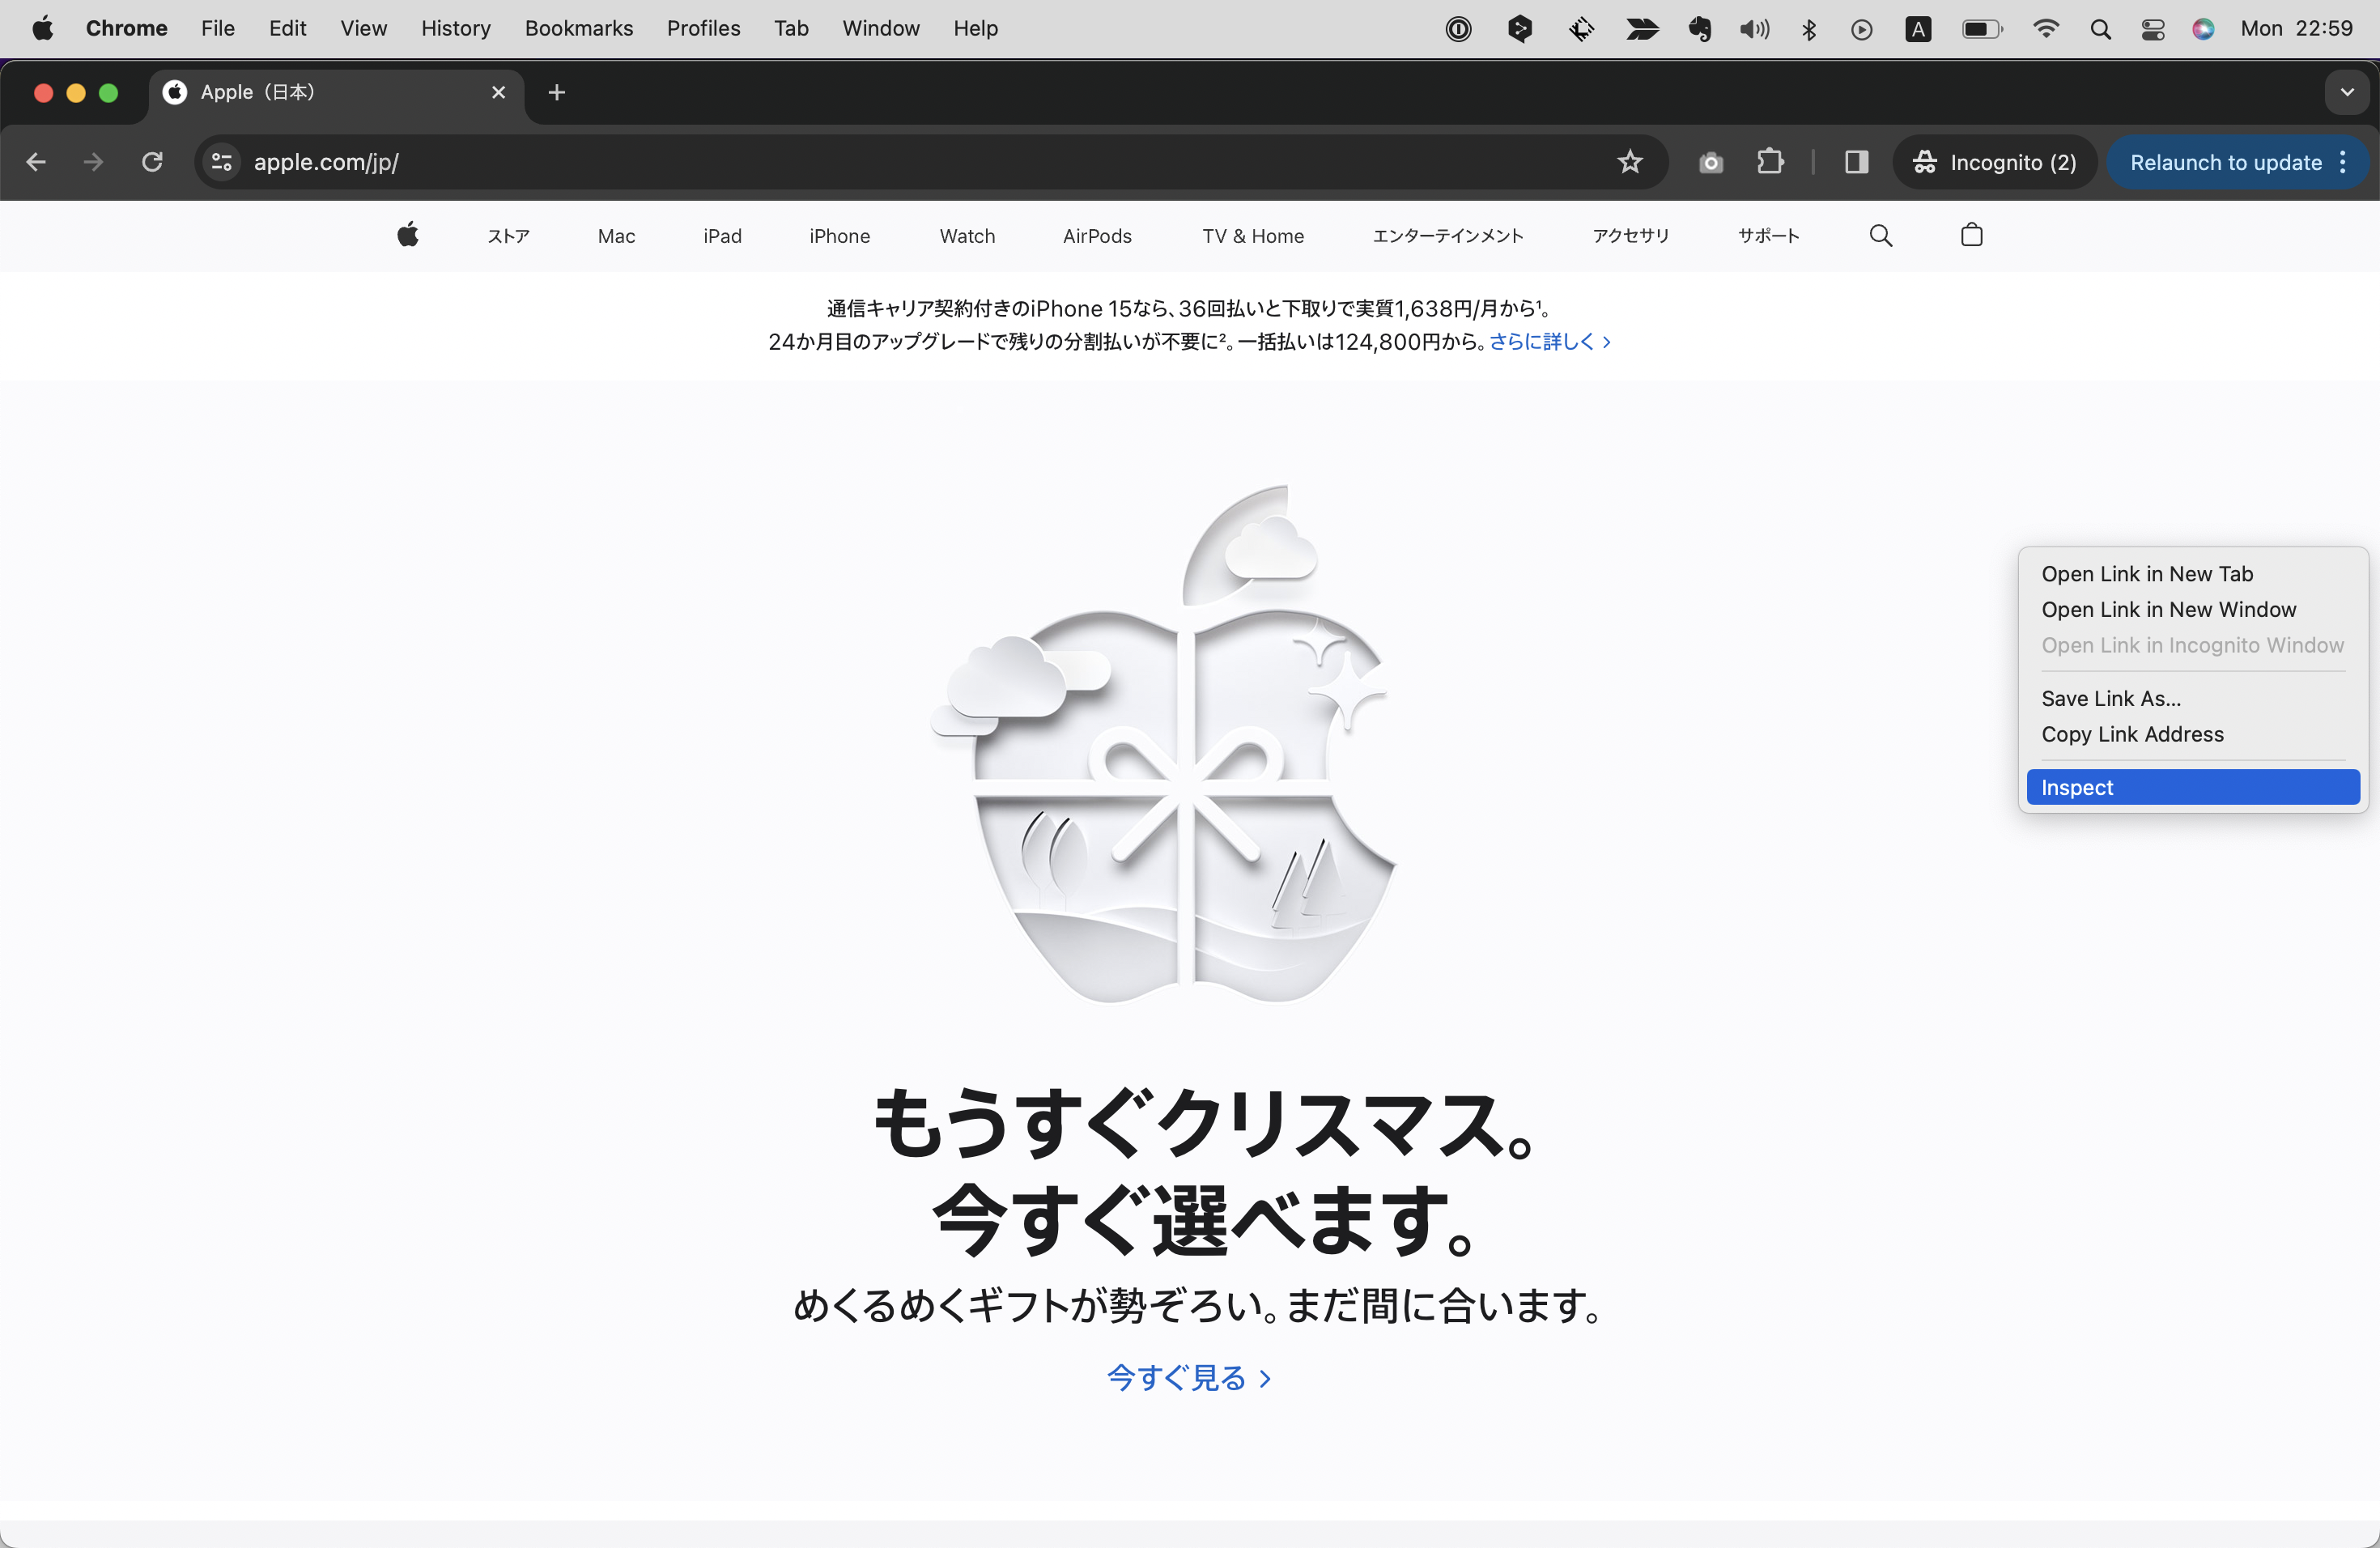 Chrome File Edit View History Bookmarks Profiles Tab Window Help A Mon 22:59
Apple（日本）
apple.com/jp/ Incognito (2) Relaunch to update
ストア Mac iPad iPhone Watch AirPods TV & Home エンターテインメント アクセサリ サポート
通信キャリア契約付きのiPhone 15なら、36回払いと下取りで実質1,638円/月から¹。
24か月目のアップグレードで残りの分割払いが不要に²。一括払いは124,800円から。さらに詳しく >
Open Link in New Tab
Open Link in New Window
Open Link in Incognito Window
Save Link As...
Copy Link Address
Inspect
もうすぐクリスマス。
今すぐ選べます。
めくるめくギフトが勢ぞろい。まだ間に合います。
今すぐ見る >